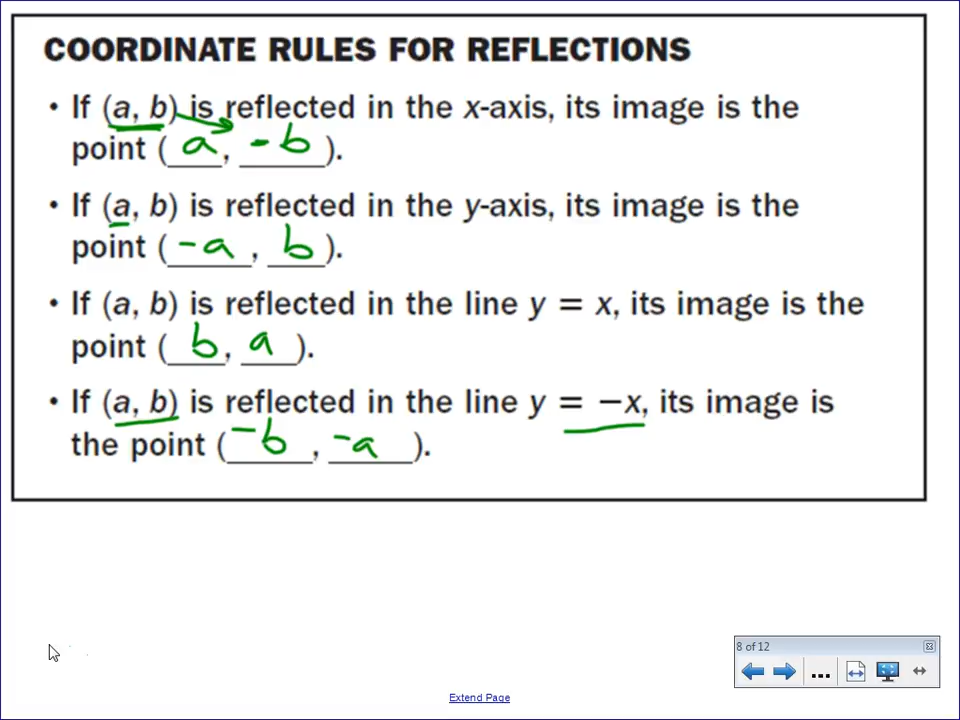 COORDINATE RULES FOR REFLECTIONS
• If (a, b) is reflected in the x-axis, its image is the
point (a, -b).
• If (a, b) is reflected in the y-axis, its image is the
point (-a, b).
• If (a, b) is reflected in the line y = x, its image is the
point (b, a).
• If (a, b) is reflected in the line y = −x, its image is
the point (-b, -a).
8 of 12
...
Extend Page